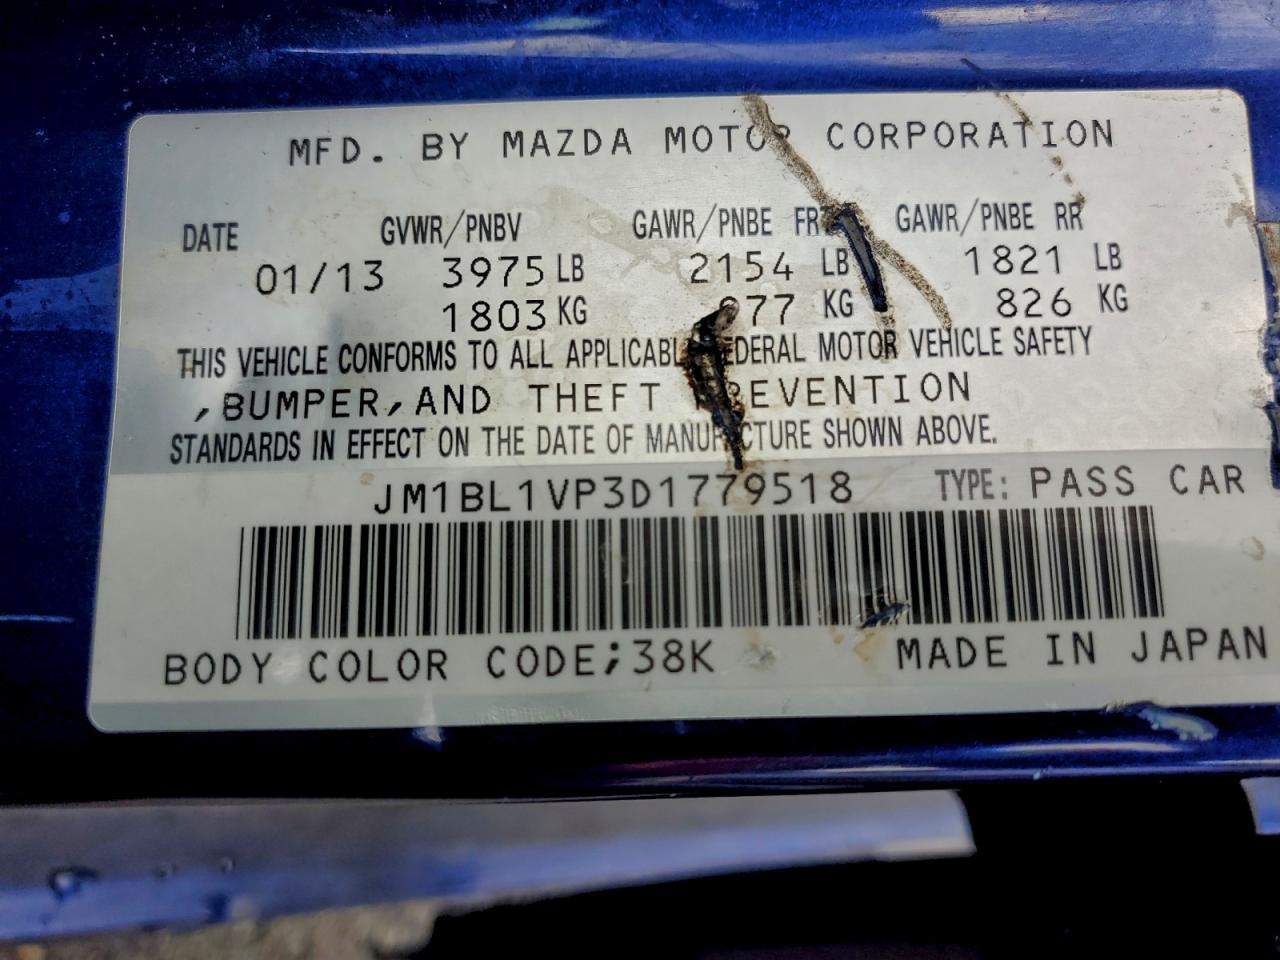 MFD. BY MAZDA MOTOR CORPORATION
DATE GVWR/PNBV GAWR/PNBE FRT GAWR/PNBE RR
01/13 3975 LB 2154 LB 1821 LB
1803 KG 977 KG 826 KG
THIS VEHICLE CONFORMS TO ALL APPLICABLE FEDERAL MOTOR VEHICLE SAFETY
,BUMPER,AND THEFT PREVENTION
STANDARDS IN EFFECT ON THE DATE OF MANUFACTURE SHOWN ABOVE.
JM1BL1VP3D1779518 TYPE: PASS CAR
BODY COLOR CODE;38K MADE IN JAPAN